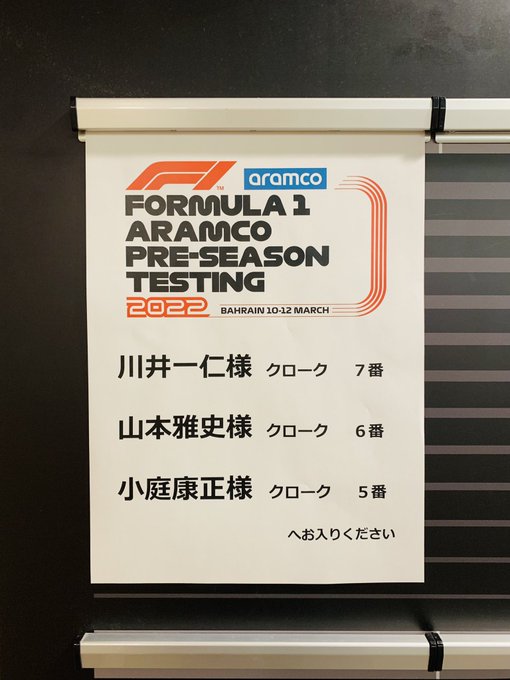 F1 TM aramco
FORMULA 1
ARAMCO
PRE-SEASON
TESTING
2022 BAHRAIN 10-12 MARCH
川井一仁様 クローク 7番
山本雅史様 クローク 6番
小庭康正様 クローク 5番
へお入りください